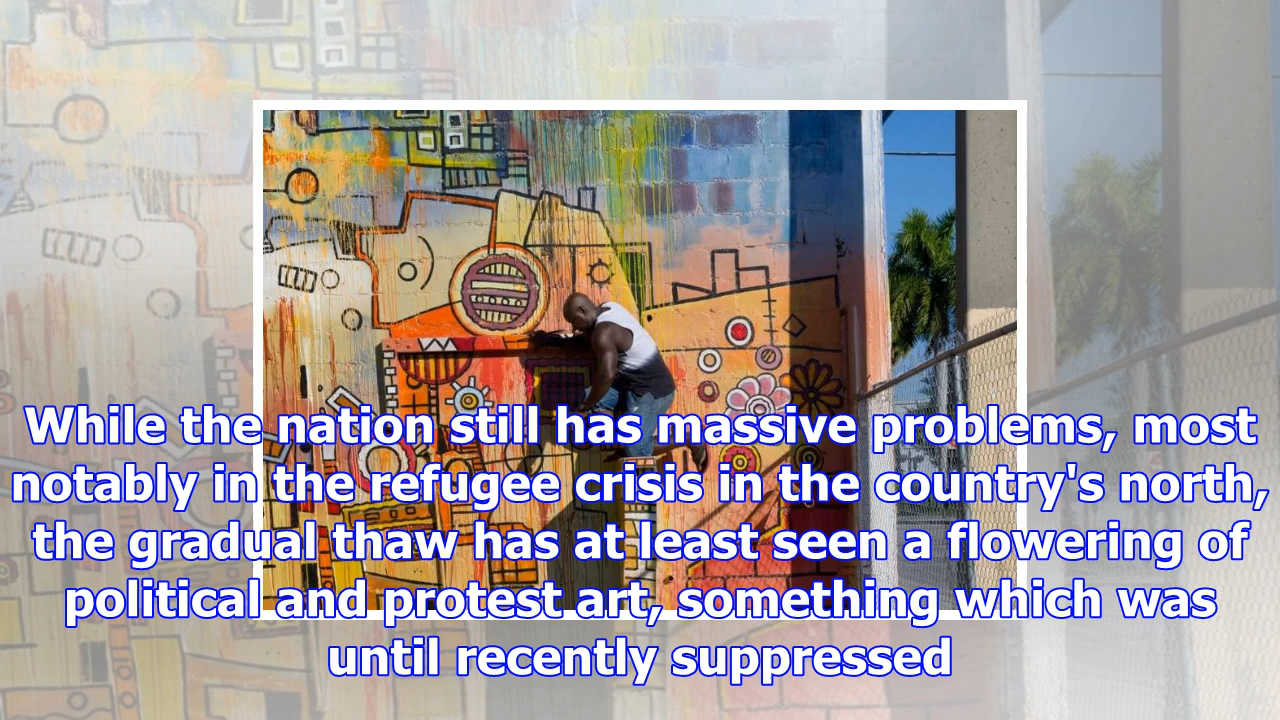 While the nation still has massive problems, most
notably in the refugee crisis in the country's north,
the gradual thaw has at least seen a flowering of
political and protest art, something which was
until recently suppressed